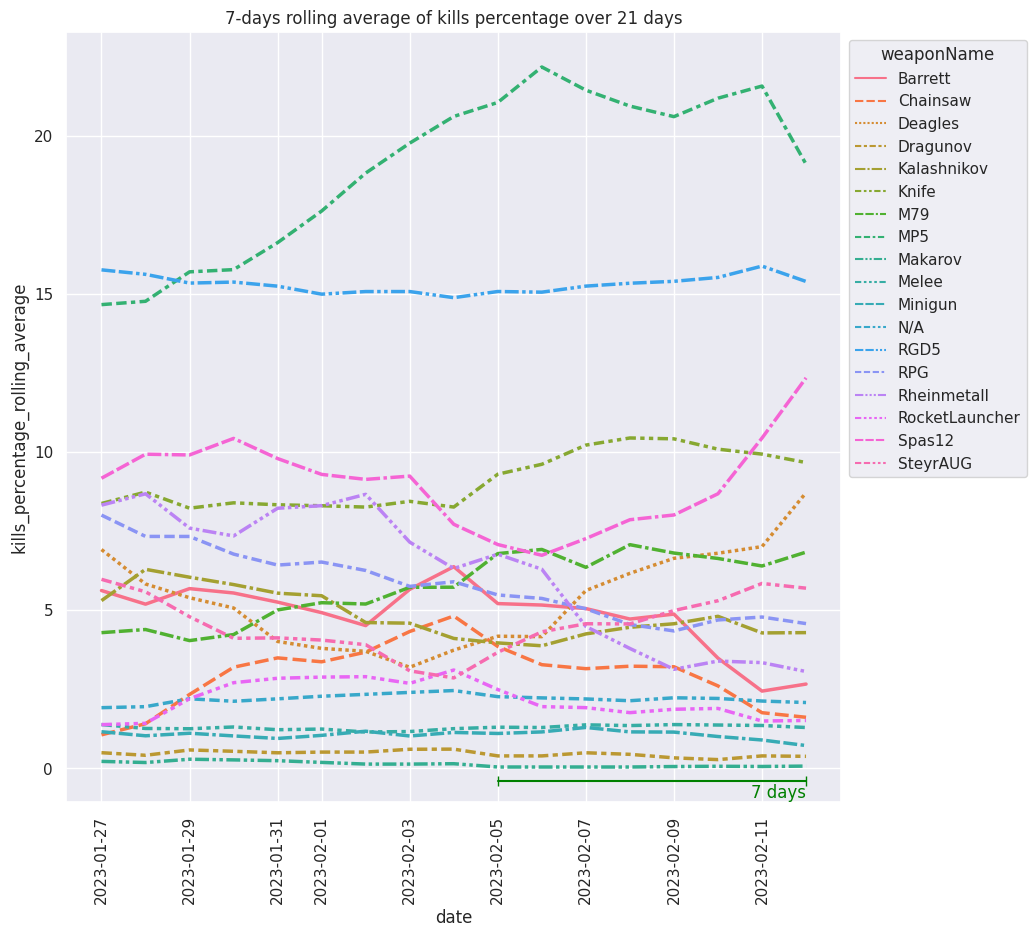 7-days rolling average of kills percentage over 21 days
kills_percentage_rolling_average
20
15
10
5
0
7 days
2023-01-27
2023-01-29
2023-01-31
2023-02-01
2023-02-03
2023-02-05
2023-02-07
2023-02-09
2023-02-11
date
weaponName
Barrett
Chainsaw
Deagles
Dragunov
Kalashnikov
Knife
M79
MP5
Makarov
Melee
Minigun
N/A
RGD5
RPG
Rheinmetall
RocketLauncher
Spas12
SteyrAUG